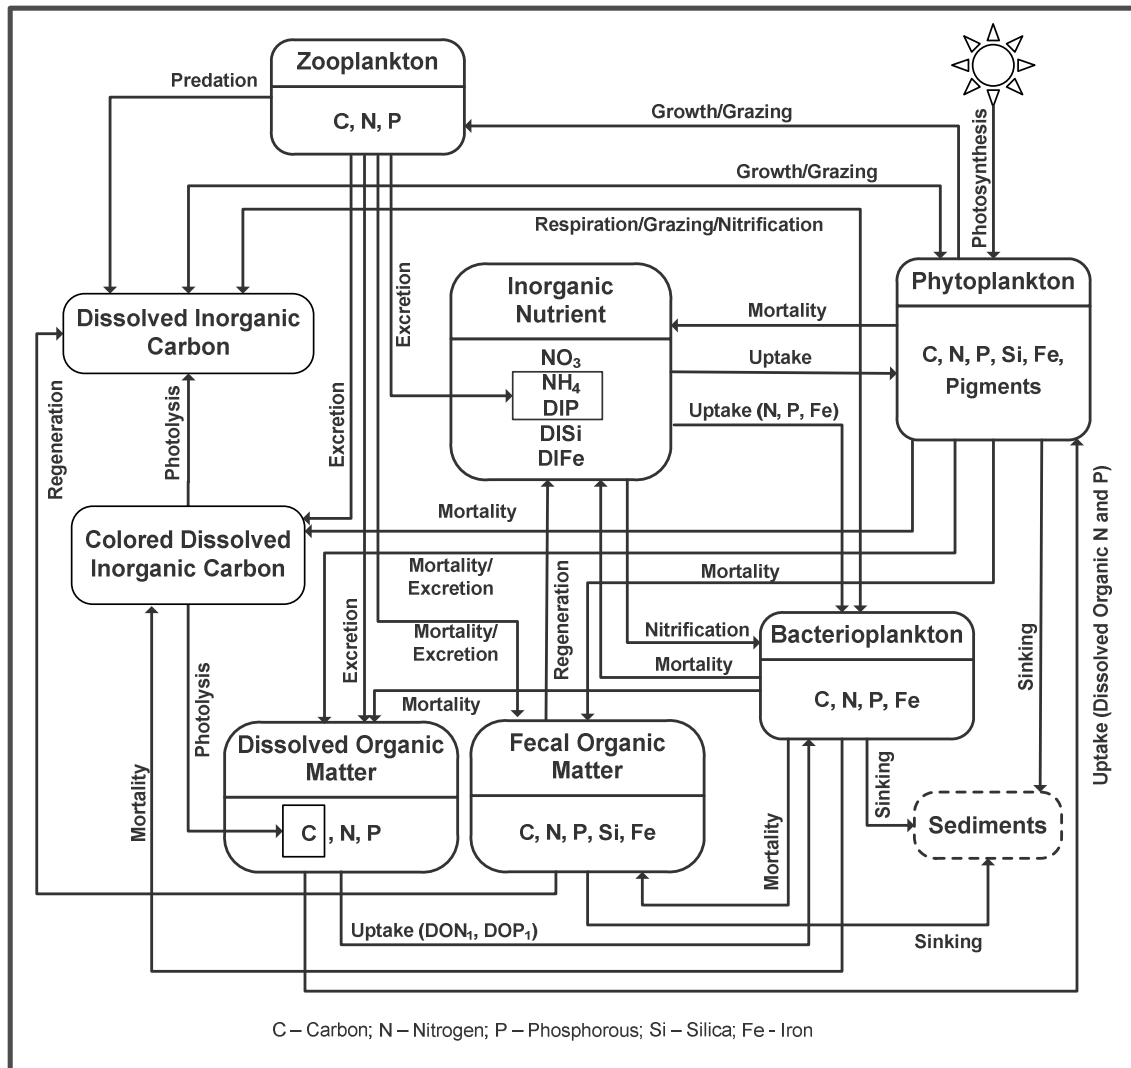 Zooplankton
C, N, P
Predation
Growth/Grazing
Photosynthesis
Growth/Grazing
Respiration/Grazing/Nitrification
Excretion
Inorganic
Nutrient
NO₃
NH₄
DIP
DISi
DIFe
Phytoplankton
C, N, P, Si, Fe,
Pigments
Mortality
Uptake
Uptake (N, P, Fe)
Dissolved Inorganic
Carbon
Regeneration
Photolysis
Excretion
Mortality
Colored Dissolved
Inorganic Carbon
Mortality/
Excretion
Regeneration
Mortality
Uptake (Dissolved Organic N and P)
Mortality/
Excretion
Nitrification
Mortality
Bacterioplankton
C, N, P, Fe
Sinking
Excretion
Photolysis
Mortality
Dissolved Organic
Matter
C , N, P
Fecal Organic
Matter
C, N, P, Si, Fe
Mortality
Mortality
Sinking
Sediments
Uptake (DON₁, DOP₁)
Sinking
C – Carbon; N – Nitrogen; P – Phosphorous; Si – Silica; Fe - Iron